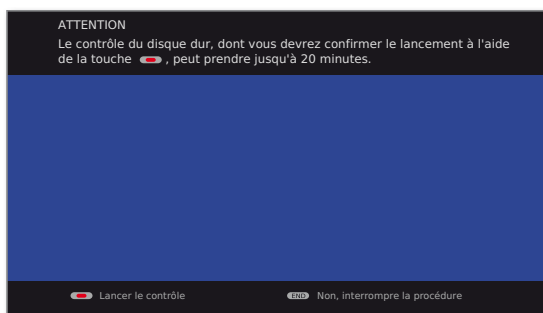 ATTENTION
Le contrôle du disque dur, dont vous devrez confirmer le lancement à l'aide
de la touche , peut prendre jusqu'à 20 minutes.
Lancer le contrôle
END Non, interrompre la procédure